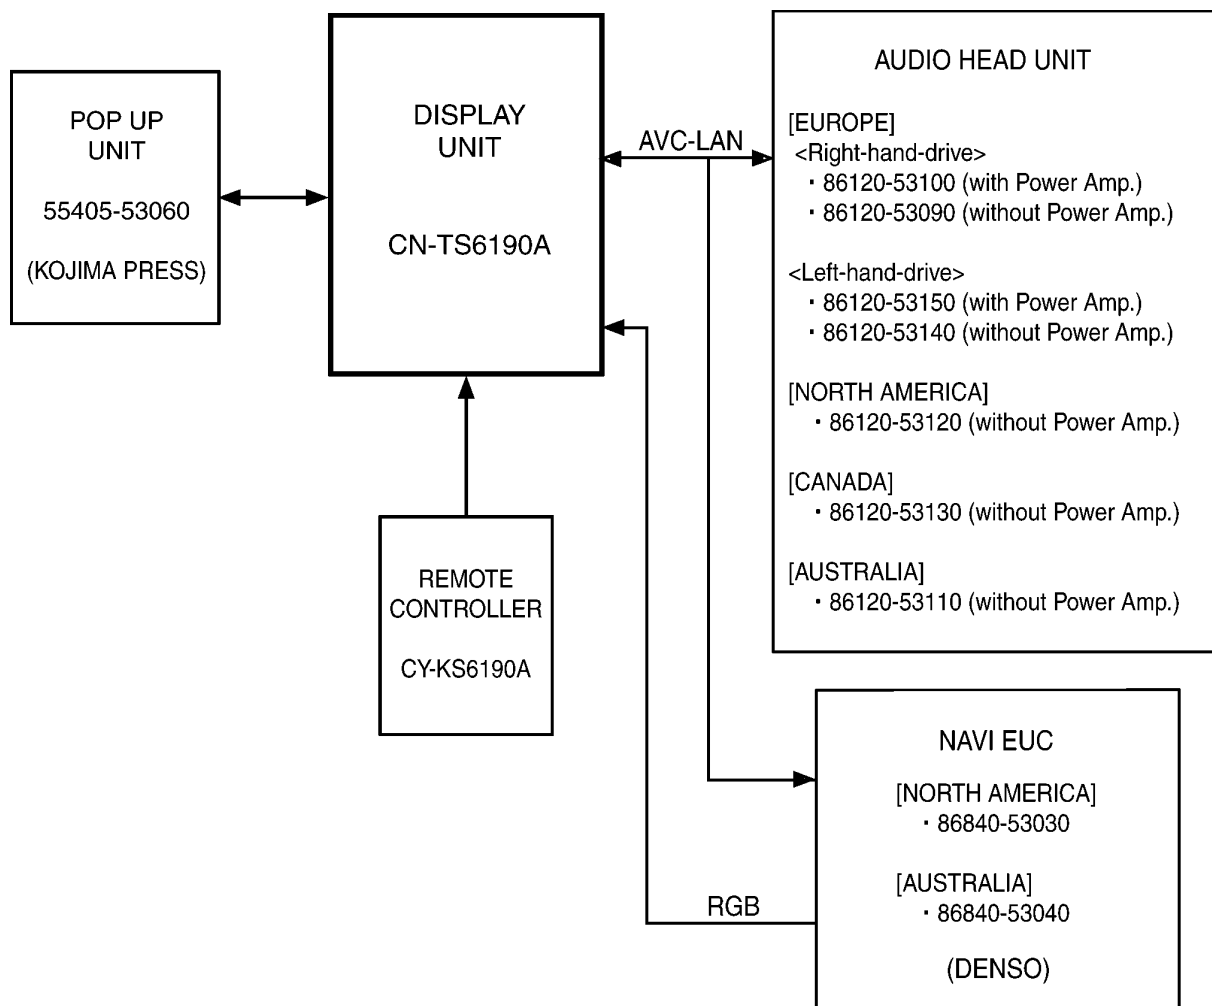 POP UP
UNIT
55405-53060
(KOJIMA PRESS)
DISPLAY
UNIT
CN-TS6190A
AVC-LAN
AUDIO HEAD UNIT
[EUROPE]
<Right-hand-drive>
・86120-53100 (with Power Amp.)
・86120-53090 (without Power Amp.)
<Left-hand-drive>
・86120-53150 (with Power Amp.)
・86120-53140 (without Power Amp.)
[NORTH AMERICA]
・86120-53120 (without Power Amp.)
[CANADA]
・86120-53130 (without Power Amp.)
[AUSTRALIA]
・86120-53110 (without Power Amp.)
REMOTE
CONTROLLER
CY-KS6190A
RGB
NAVI EUC
[NORTH AMERICA]
・86840-53030
[AUSTRALIA]
・86840-53040
(DENSO)